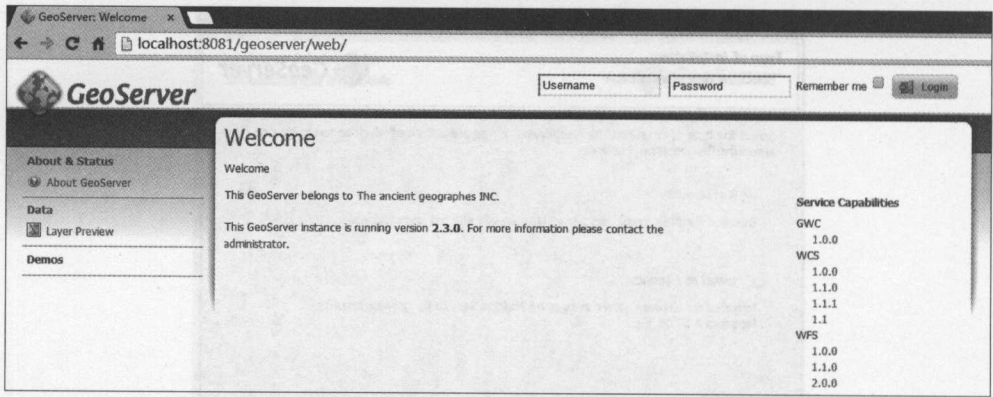 GeoServer: Welcome ×
localhost:8081/geoserver/web/
GeoServer
Username
Password
Remember me
Login
About & Status
About GeoServer
Data
Layer Preview
Demos
Welcome
Welcome
This GeoServer belongs to The ancient geographes INC.
This GeoServer instance is running version 2.3.0. For more information please contact the
administrator.
Service Capabilities
GWC
1.0.0
WCS
1.0.0
1.1.0
1.1.1
1.1
WFS
1.0.0
1.1.0
2.0.0